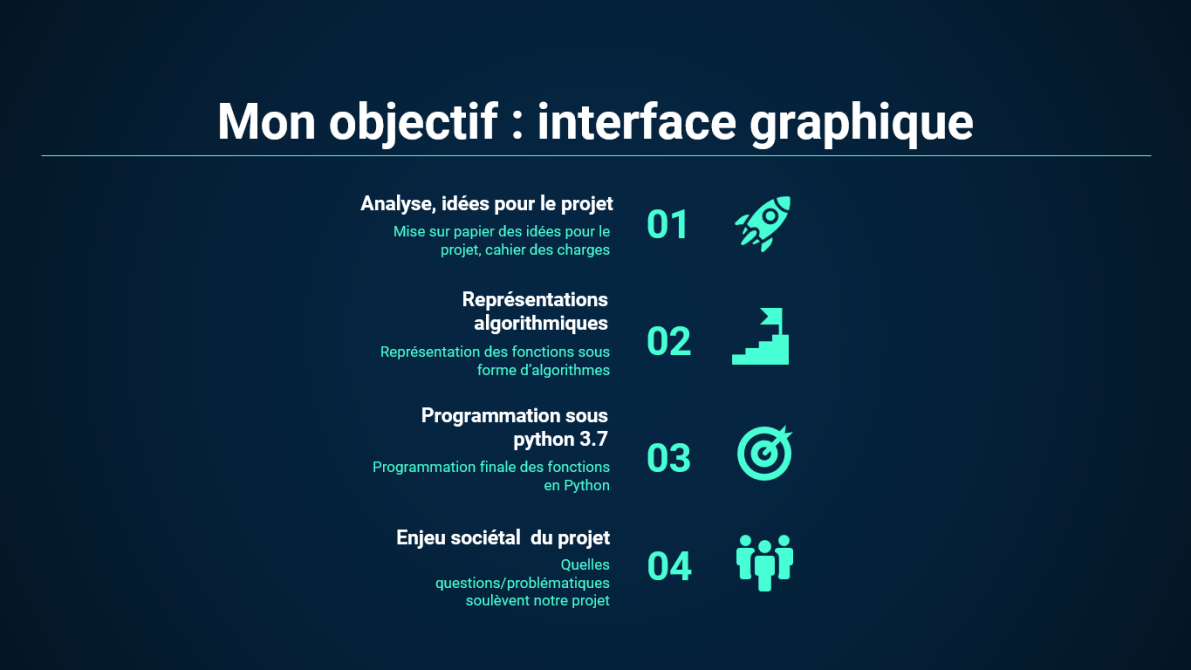 Mon objectif : interface graphique
Analyse, idées pour le projet
Mise sur papier des idées pour le
projet, cahier des charges
01
Représentations
algorithmiques
Représentation des fonctions sous
forme d’algorithmes
02
Programmation sous
python 3.7
Programmation finale des fonctions
en Python
03
Enjeu sociétal  du projet
Quelles
questions/problématiques
soulèvent notre projet
04